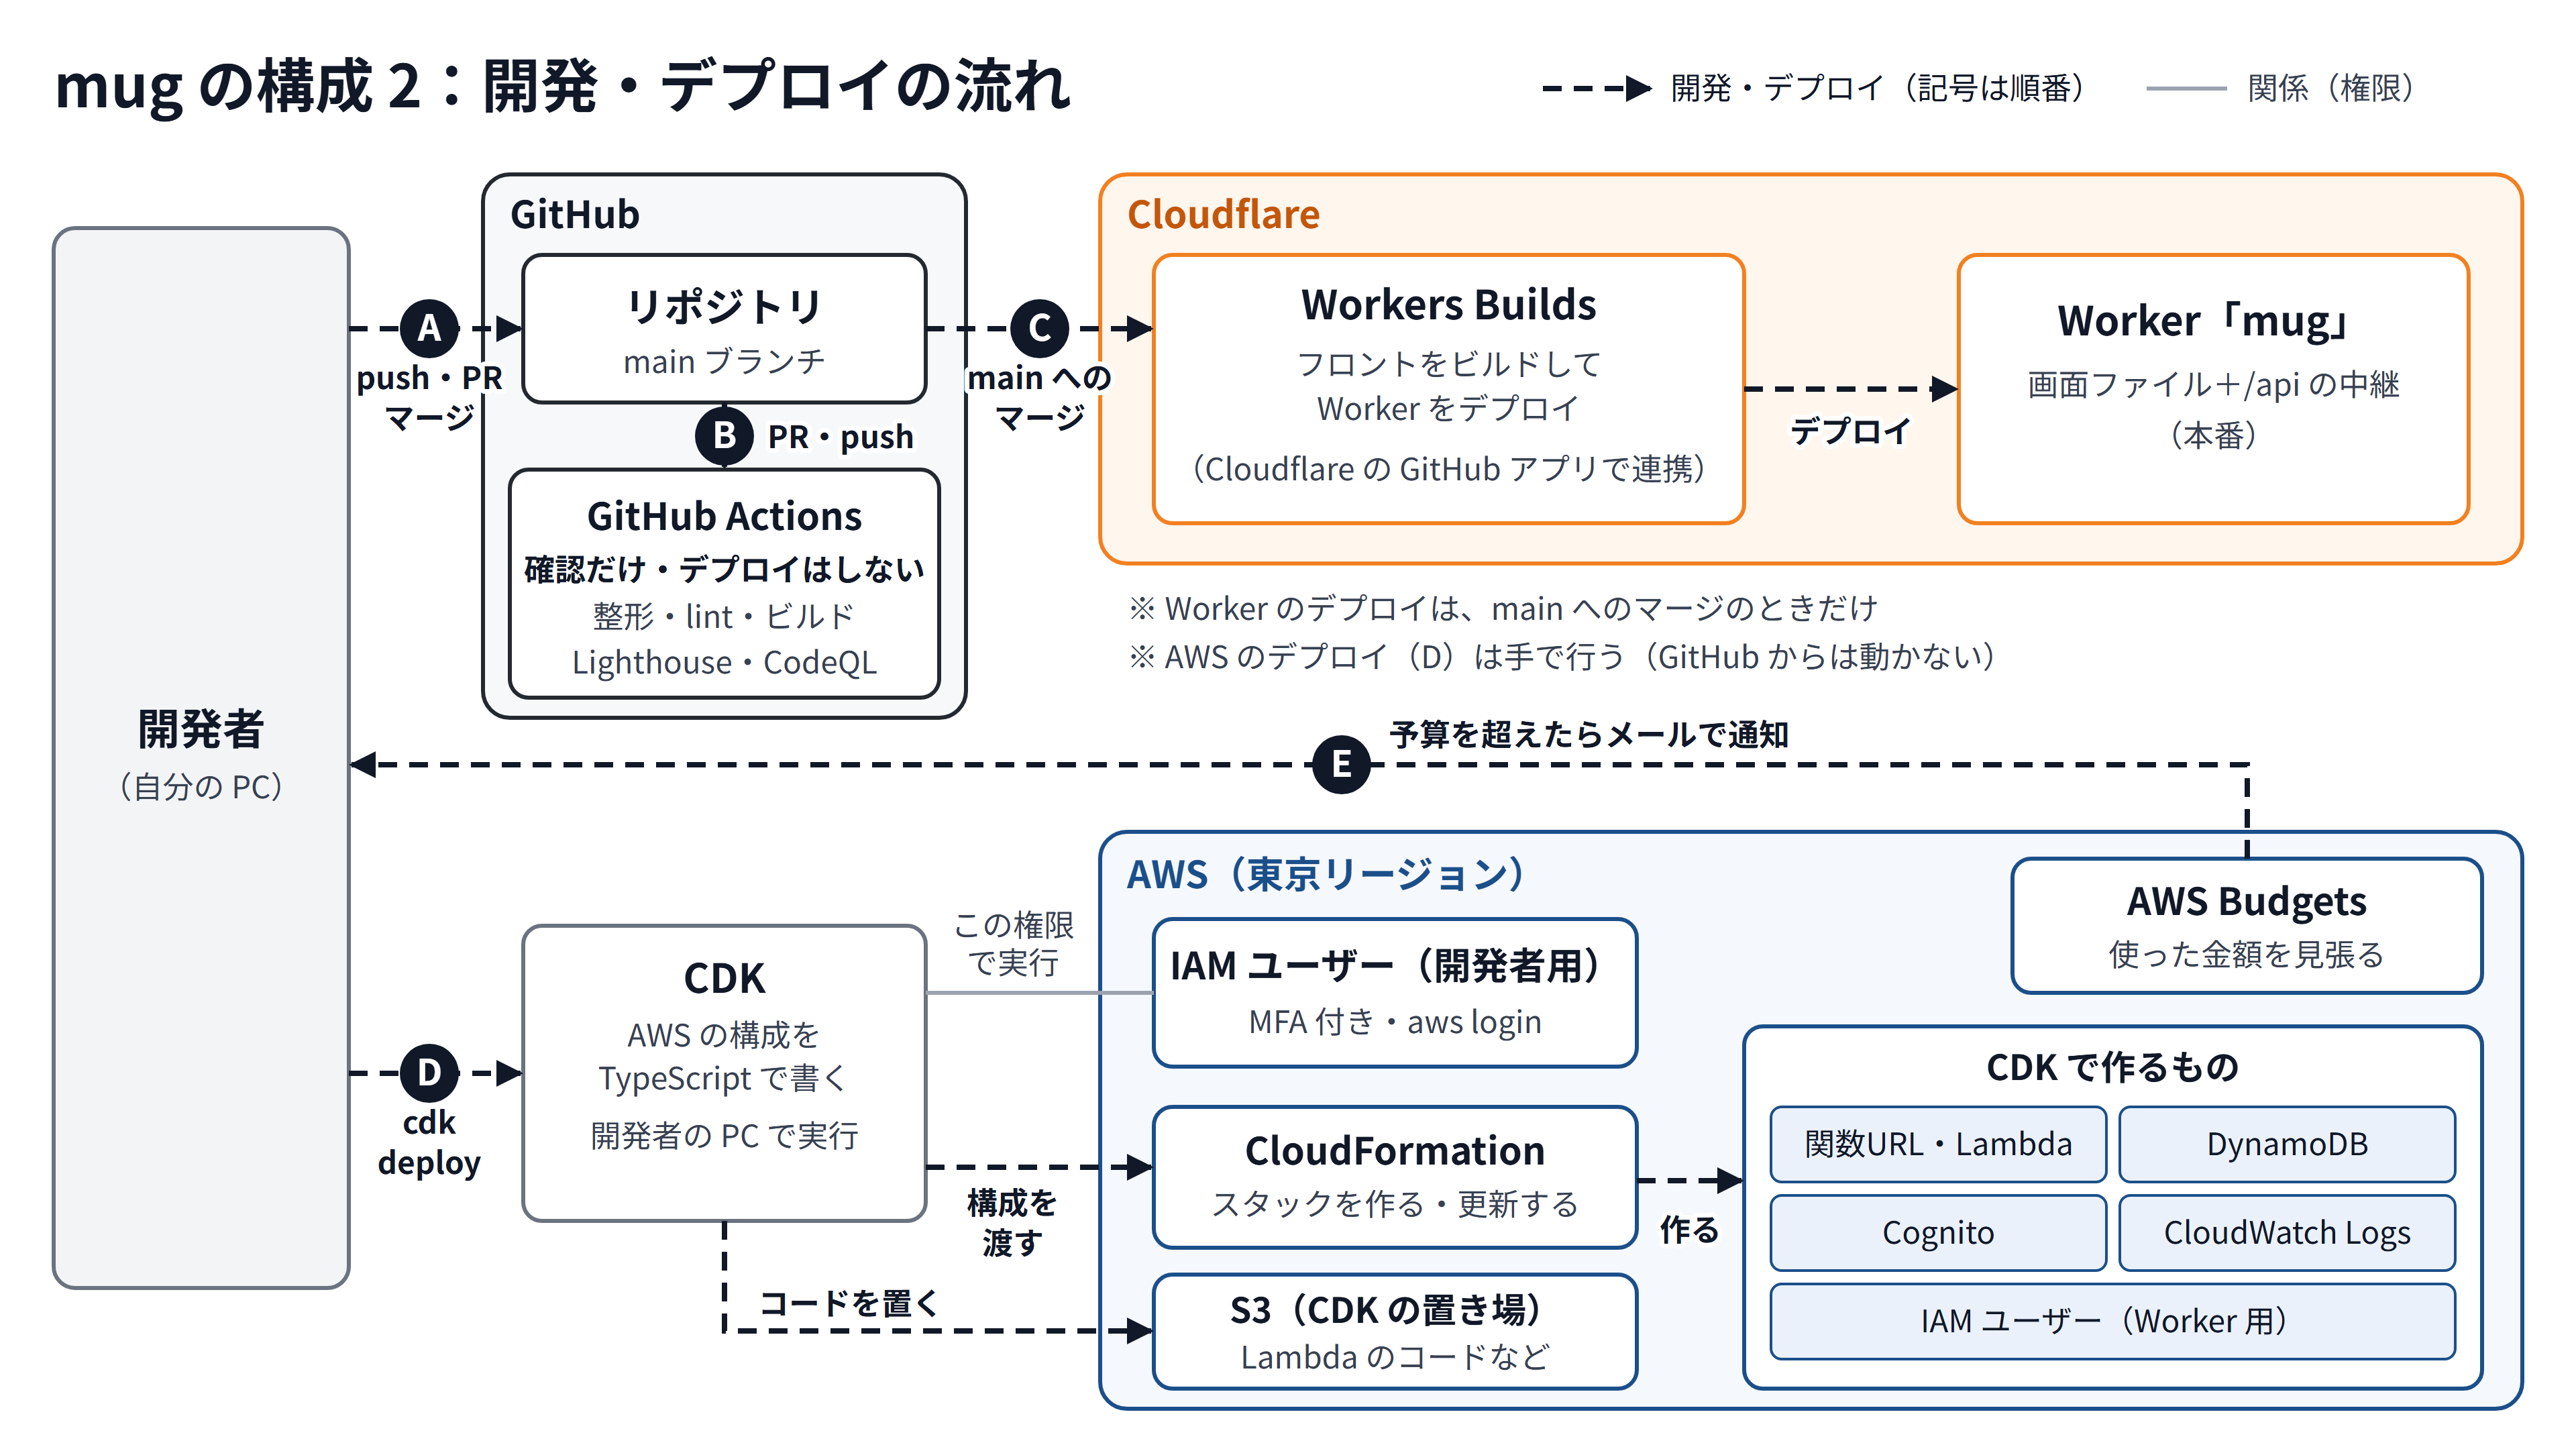 mug の構成 2：開発・デプロイの流れ
開発・デプロイ（記号は順番）
関係（権限）
GitHub
リポジトリ
main ブランチ
A
push・PR
マージ
B
PR・push
GitHub Actions
確認だけ・デプロイはしない
整形・lint・ビルド
Lighthouse・CodeQL
C
main への
マージ
Cloudflare
Workers Builds
フロントをビルドして
Worker をデプロイ
（Cloudflare の GitHub アプリで連携）
デプロイ
Worker「mug」
画面ファイル＋/api の中継
（本番）
※ Worker のデプロイは、main へのマージのときだけ
※ AWS のデプロイ（D）は手で行う（GitHub からは動かない）
開発者
（自分の PC）
E
予算を超えたらメールで通知
D
cdk
deploy
CDK
AWS の構成を
TypeScript で書く
開発者の PC で実行
この権限
で実行
構成を
渡す
コードを置く
AWS（東京リージョン）
IAM ユーザー（開発者用）
MFA 付き・aws login
CloudFormation
スタックを作る・更新する
S3（CDK の置き場）
Lambda のコードなど
作る
AWS Budgets
使った金額を見張る
CDK で作るもの
関数URL・Lambda
DynamoDB
Cognito
CloudWatch Logs
IAM ユーザー（Worker 用）